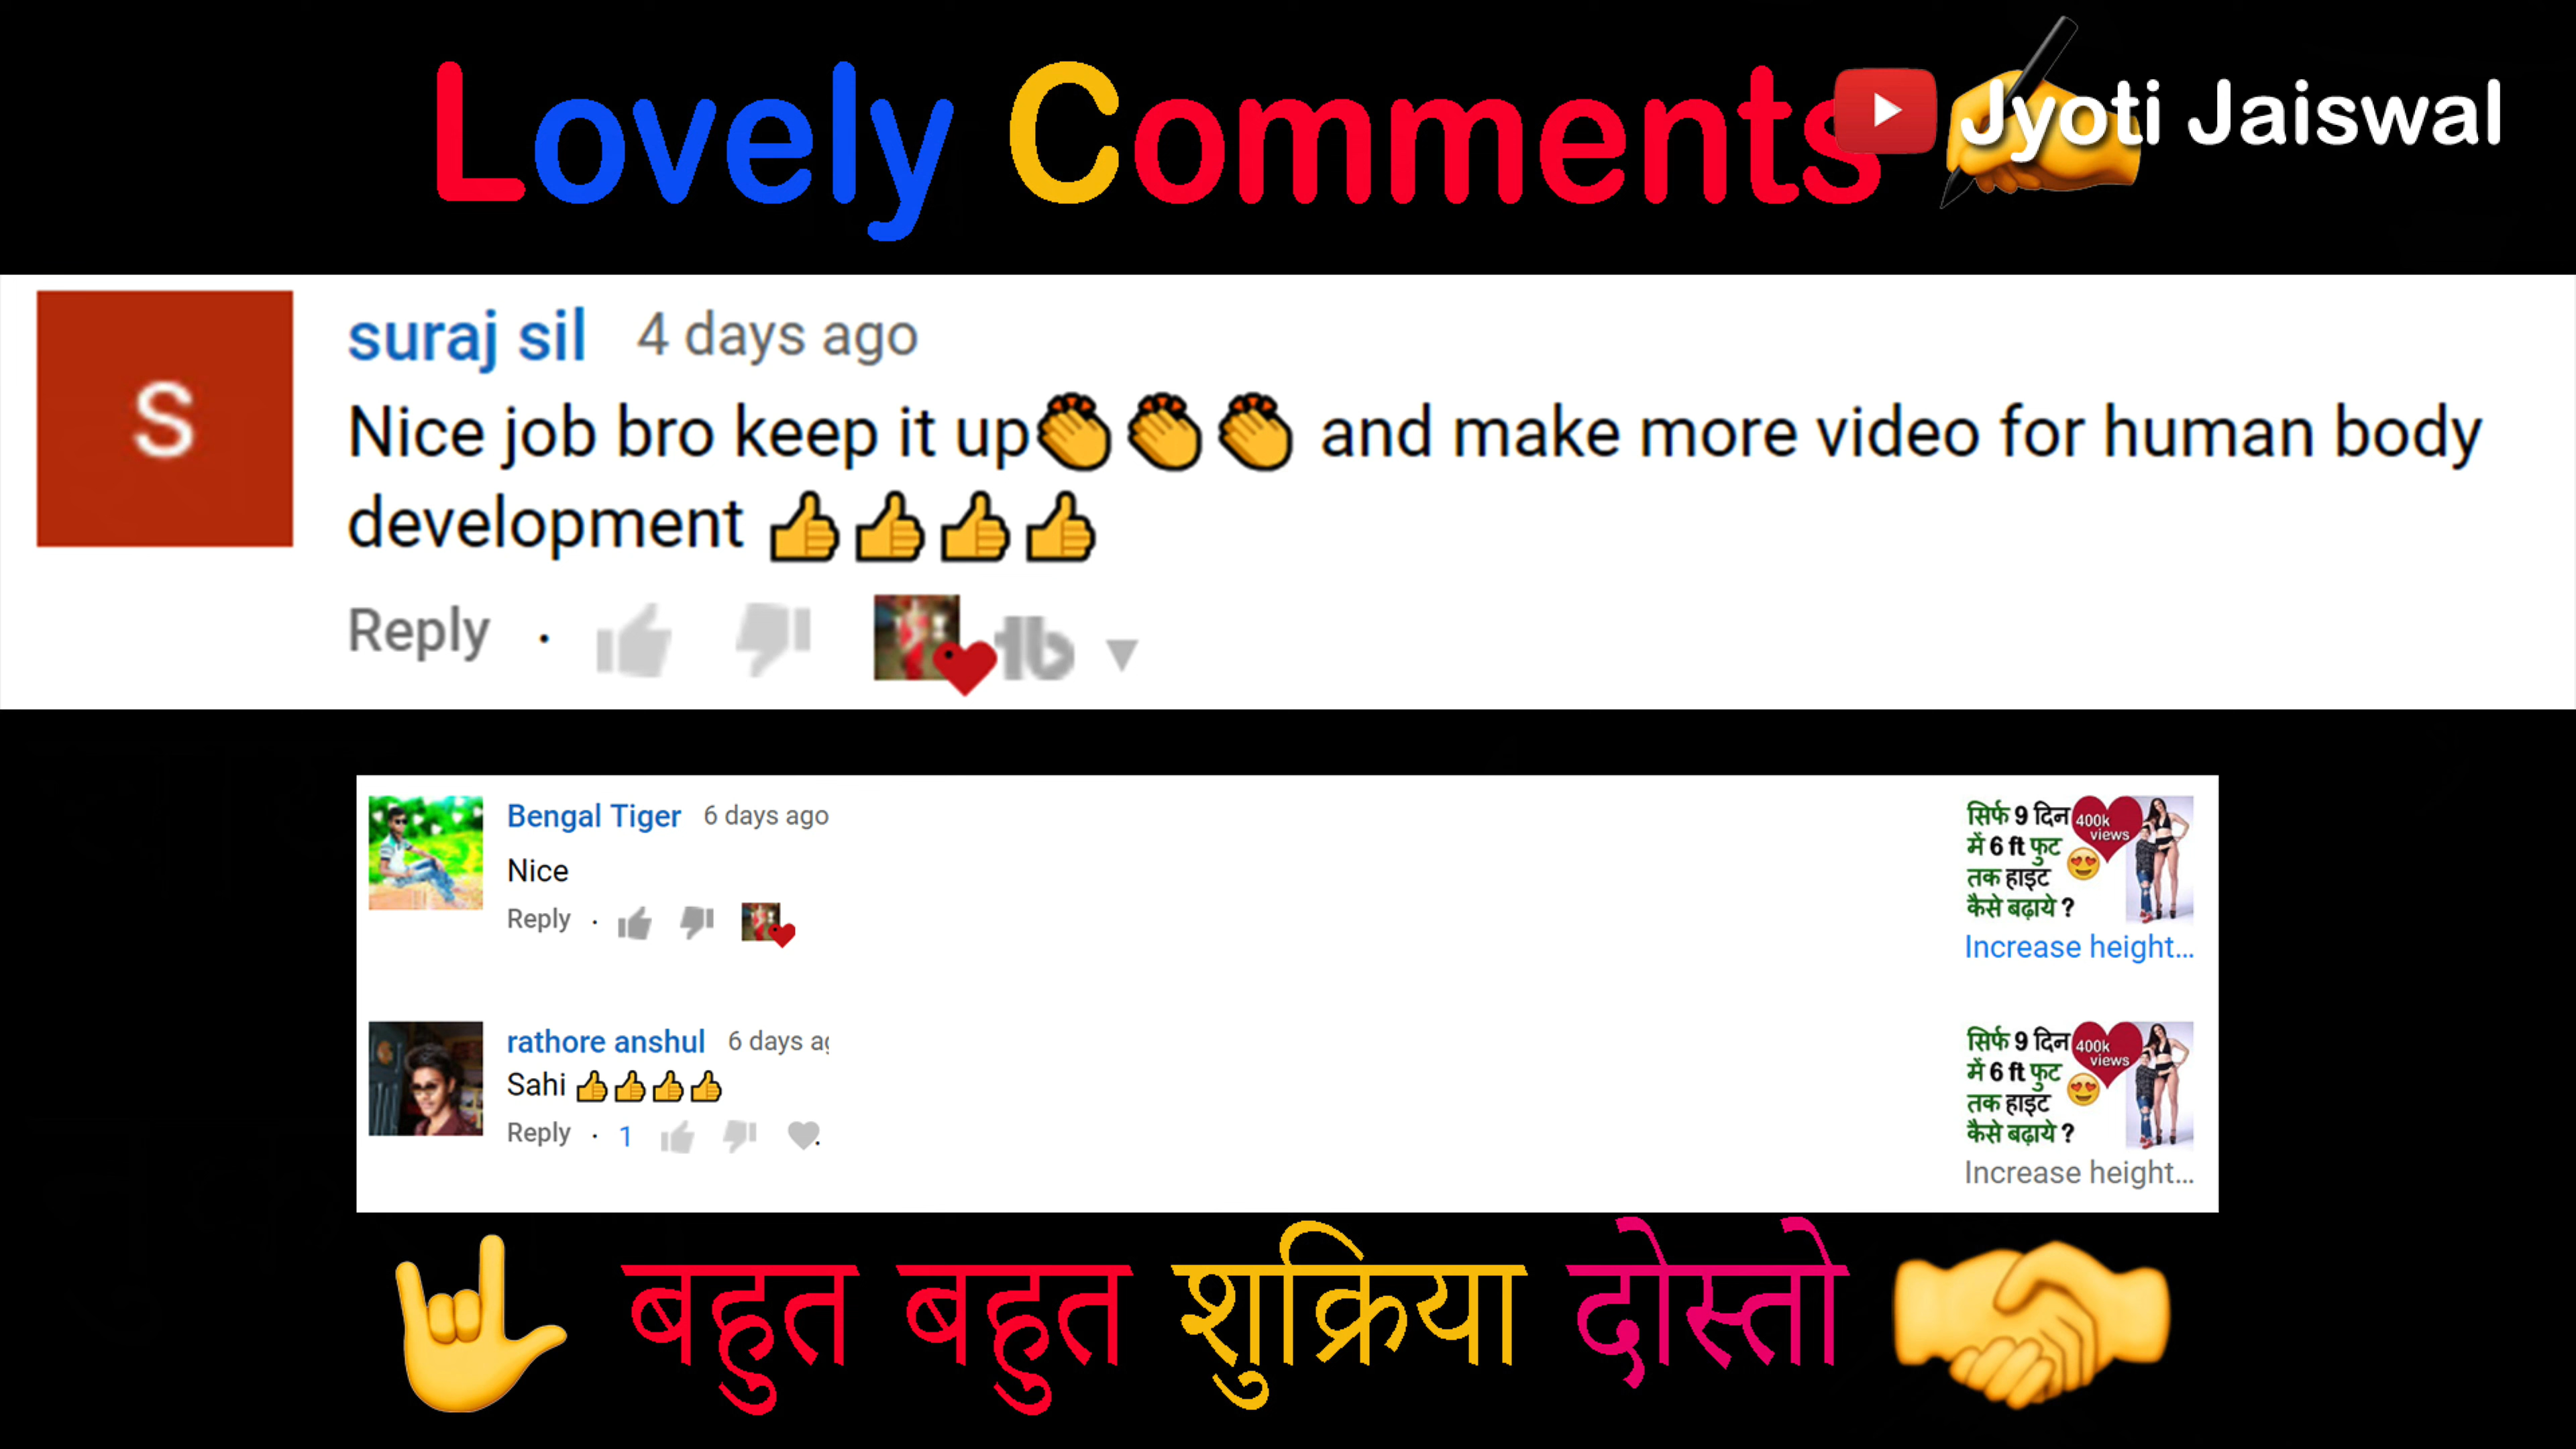 Lovely Comments ✍ Jyoti Jaiswal
S
suraj sil 4 days ago
Nice job bro keep it up👏👏👏 and make more video for human body
development 👍👍👍👍
Reply · tb ▼
Bengal Tiger 6 days ago
Nice
Reply ·
सिर्फ 9 दिन
में 6 ft फुट
तक हाइट
कैसे बढ़ाये ?
400k
views
Increase height...
rathore anshul 6 days ag
Sahi 👍👍👍👍
Reply · 1
सिर्फ 9 दिन
में 6 ft फुट
तक हाइट
कैसे बढ़ाये ?
400k
views
Increase height...
बहुत बहुत शुक्रिया दोस्तो